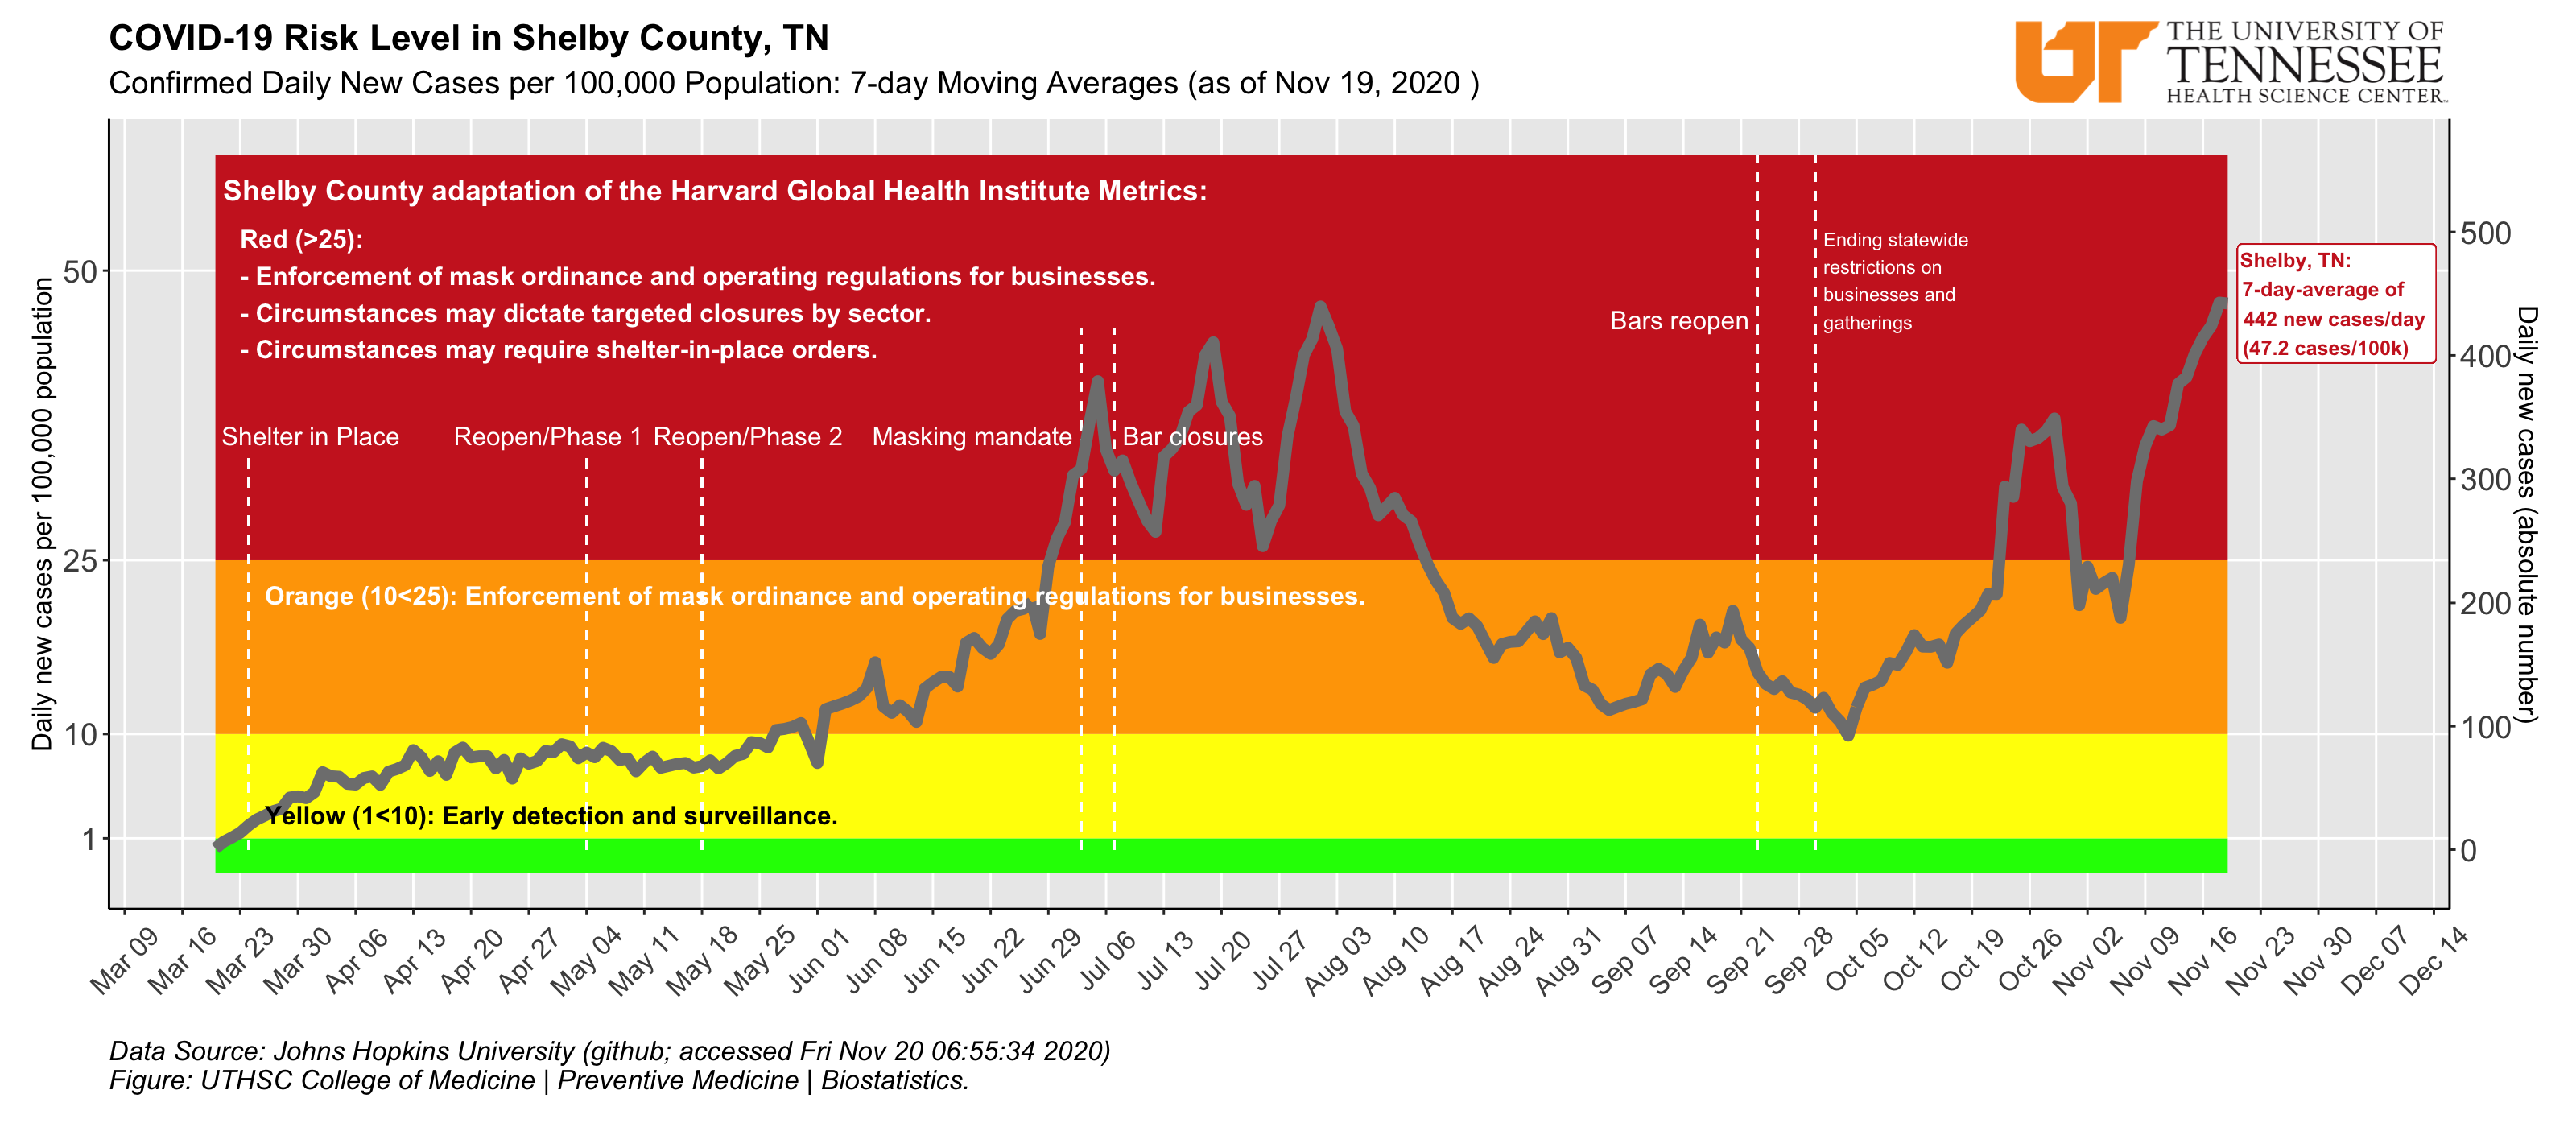 COVID-19 Risk Level in Shelby County, TN
Confirmed Daily New Cases per 100,000 Population: 7-day Moving Averages (as of Nov 19, 2020 )
THE UNIVERSITY OF
TENNESSEE
HEALTH SCIENCE CENTER
UT
Shelby County adaptation of the Harvard Global Health Institute Metrics:
Red (>25):
- Enforcement of mask ordinance and operating regulations for businesses.
- Circumstances may dictate targeted closures by sector.
- Circumstances may require shelter-in-place orders.
Shelter in Place
Reopen/Phase 1
Reopen/Phase 2
Masking mandate
Bar closures
Bars reopen
Ending statewide
restrictions on
businesses and
gatherings
Shelby, TN:
7-day-average of
442 new cases/day
(47.2 cases/100k)
Orange (10<25): Enforcement of mask ordinance and operating regulations for businesses.
Yellow (1<10): Early detection and surveillance.
Daily new cases per 100,000 population
50
25
10
1
Daily new cases (absolute number)
500
400
300
200
100
0
Mar 09
Mar 16
Mar 23
Mar 30
Apr 06
Apr 13
Apr 20
Apr 27
May 04
May 11
May 18
May 25
Jun 01
Jun 08
Jun 15
Jun 22
Jun 29
Jul 06
Jul 13
Jul 20
Jul 27
Aug 03
Aug 10
Aug 17
Aug 24
Aug 31
Sep 07
Sep 14
Sep 21
Sep 28
Oct 05
Oct 12
Oct 19
Oct 26
Nov 02
Nov 09
Nov 16
Nov 23
Nov 30
Dec 07
Dec 14
Data Source: Johns Hopkins University (github; accessed Fri Nov 20 06:55:34 2020)
Figure: UTHSC College of Medicine | Preventive Medicine | Biostatistics.